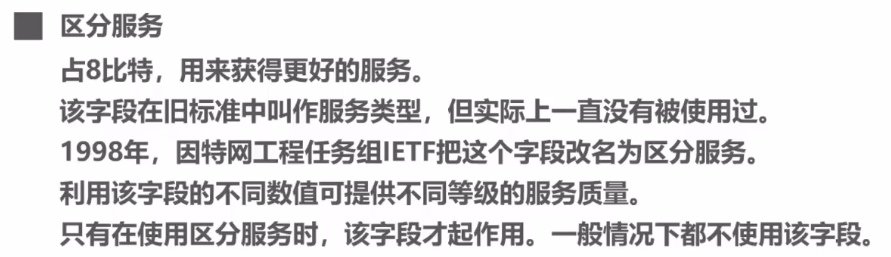 区分服务
占8比特，用来获得更好的服务。
该字段在旧标准中叫作服务类型，但实际上一直没有被使用过。
1998年，因特网工程任务组IETF把这个字段改名为区分服务。
利用该字段的不同数值可提供不同等级的服务质量。
只有在使用区分服务时，该字段才起作用。一般情况下都不使用该字段。